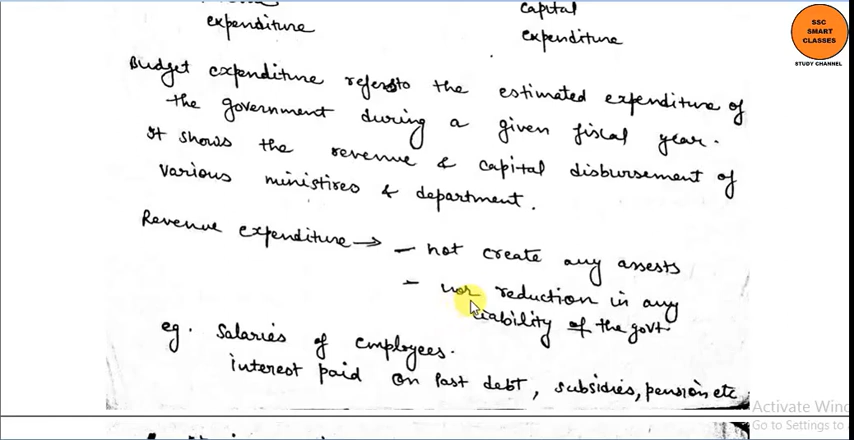 expenditure
capital
expenditure
SSC
SMART
CLASSES
STUDY CHANNEL
Budget expenditure refersto the estimated expenditure of
the government during a given fiscal year.
It shows the revenue & capital disbursement of
various ministires & department.
Revenue expenditure → - not create any assests
- nor reduction in any
liability of the govt
eg. Salaries of employees.
interest paid on Past debt, subsidies, pension etc
Activate Wind
Go to Settings to